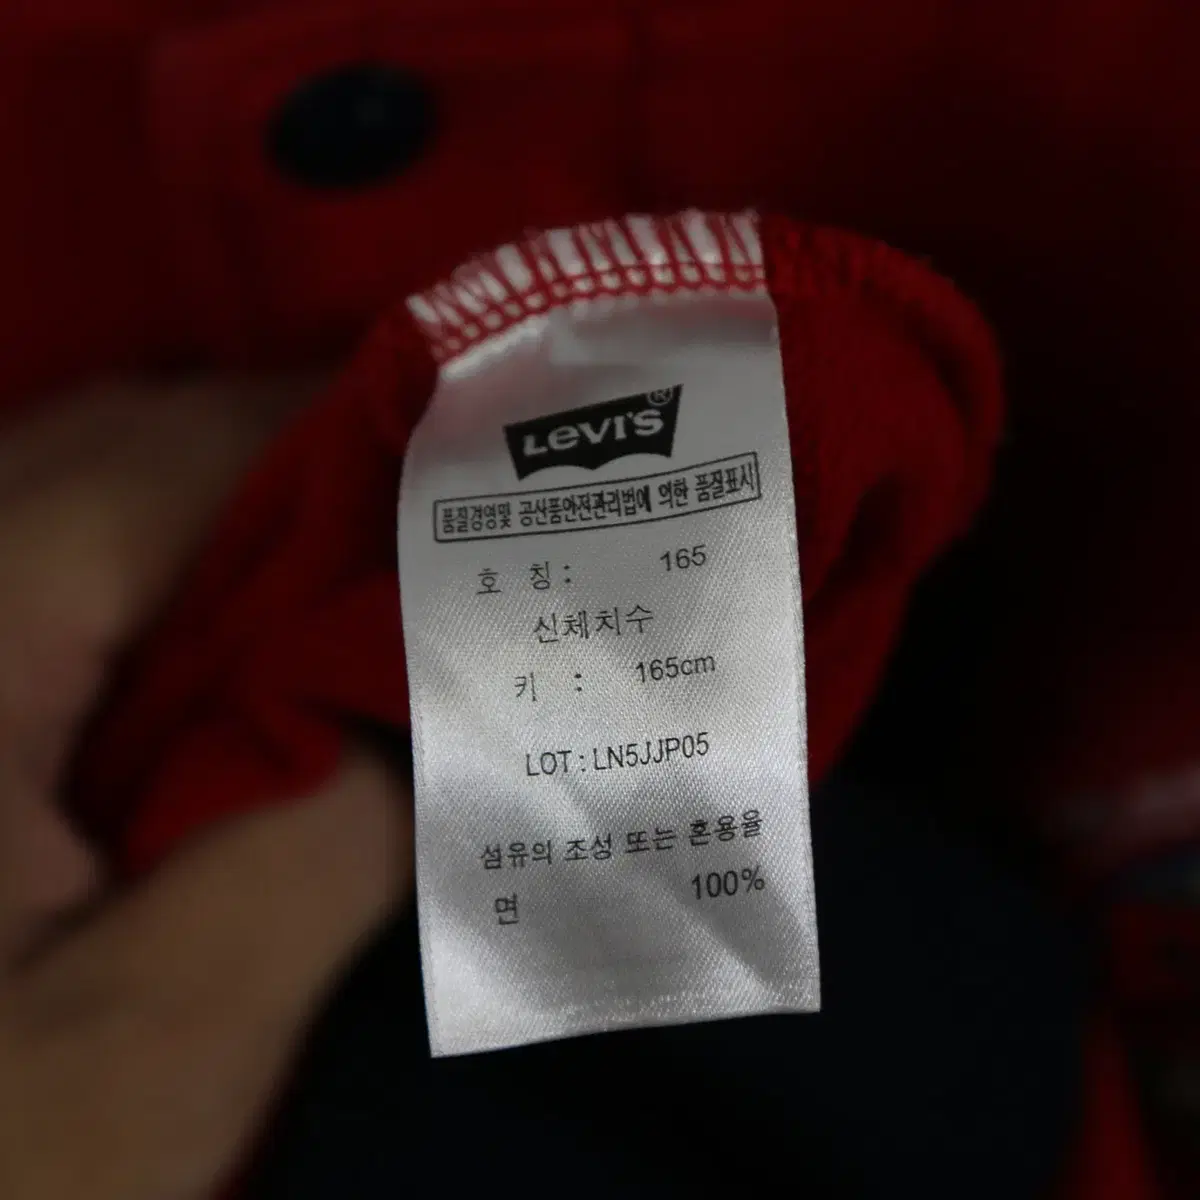 LEVI'S®
품질경영및 공산품안전관리법에 의한 품질표시
호 칭 : 165
신체치수
키 : 165cm
LOT : LN5JJP05
섬유의 조성 또는 혼용율
면 100%